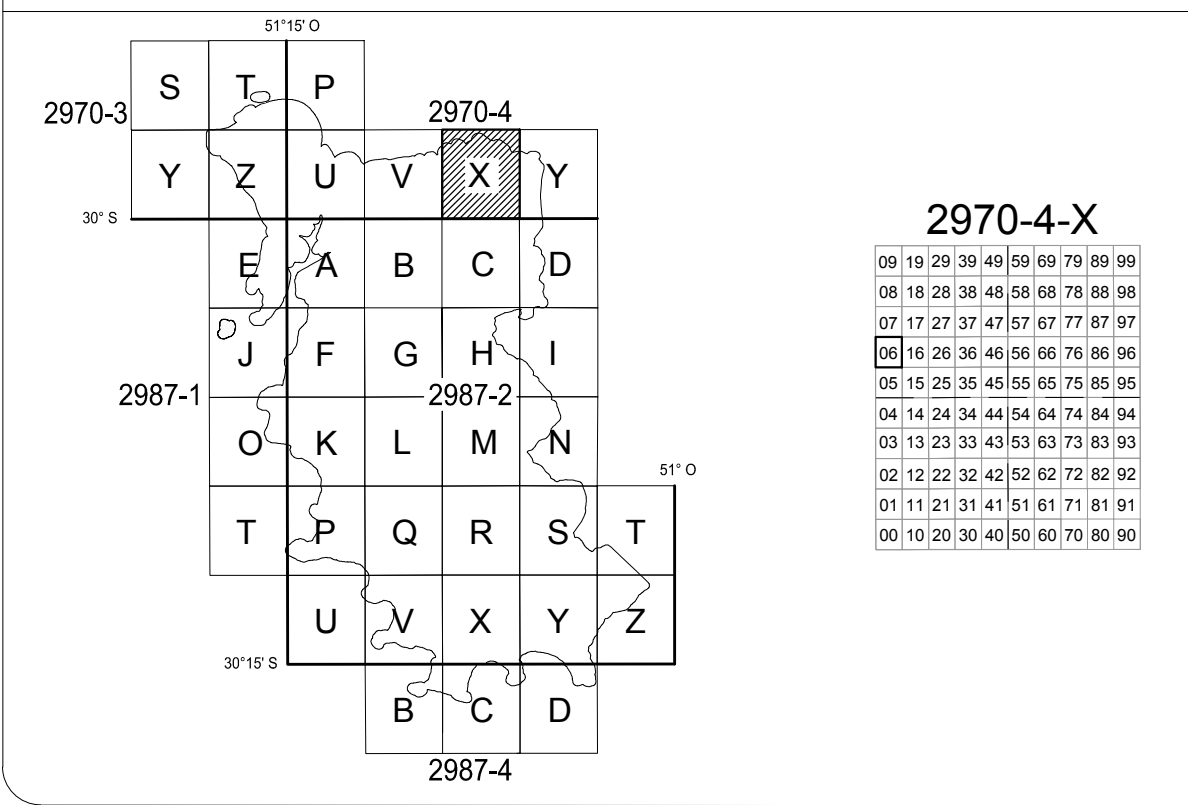 51°15' O
S T P
2970-3 2970-4
Y Z U V X Y
30° S
E A B C D
J F G H I
2987-1 2987-2
O K L M N
51° O
T P Q R S T
U V X Y Z
30°15' S
B C D
2987-4
2970-4-X
09 19 29 39 49 59 69 79 89 99
08 18 28 38 48 58 68 78 88 98
07 17 27 37 47 57 67 77 87 97
06 16 26 36 46 56 66 76 86 96
05 15 25 35 45 55 65 75 85 95
04 14 24 34 44 54 64 74 84 94
03 13 23 33 43 53 63 73 83 93
02 12 22 32 42 52 62 72 82 92
01 11 21 31 41 51 61 71 81 91
00 10 20 30 40 50 60 70 80 90